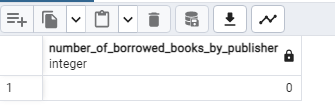 number_of_borrowed_books_by_publisher
integer
1 0